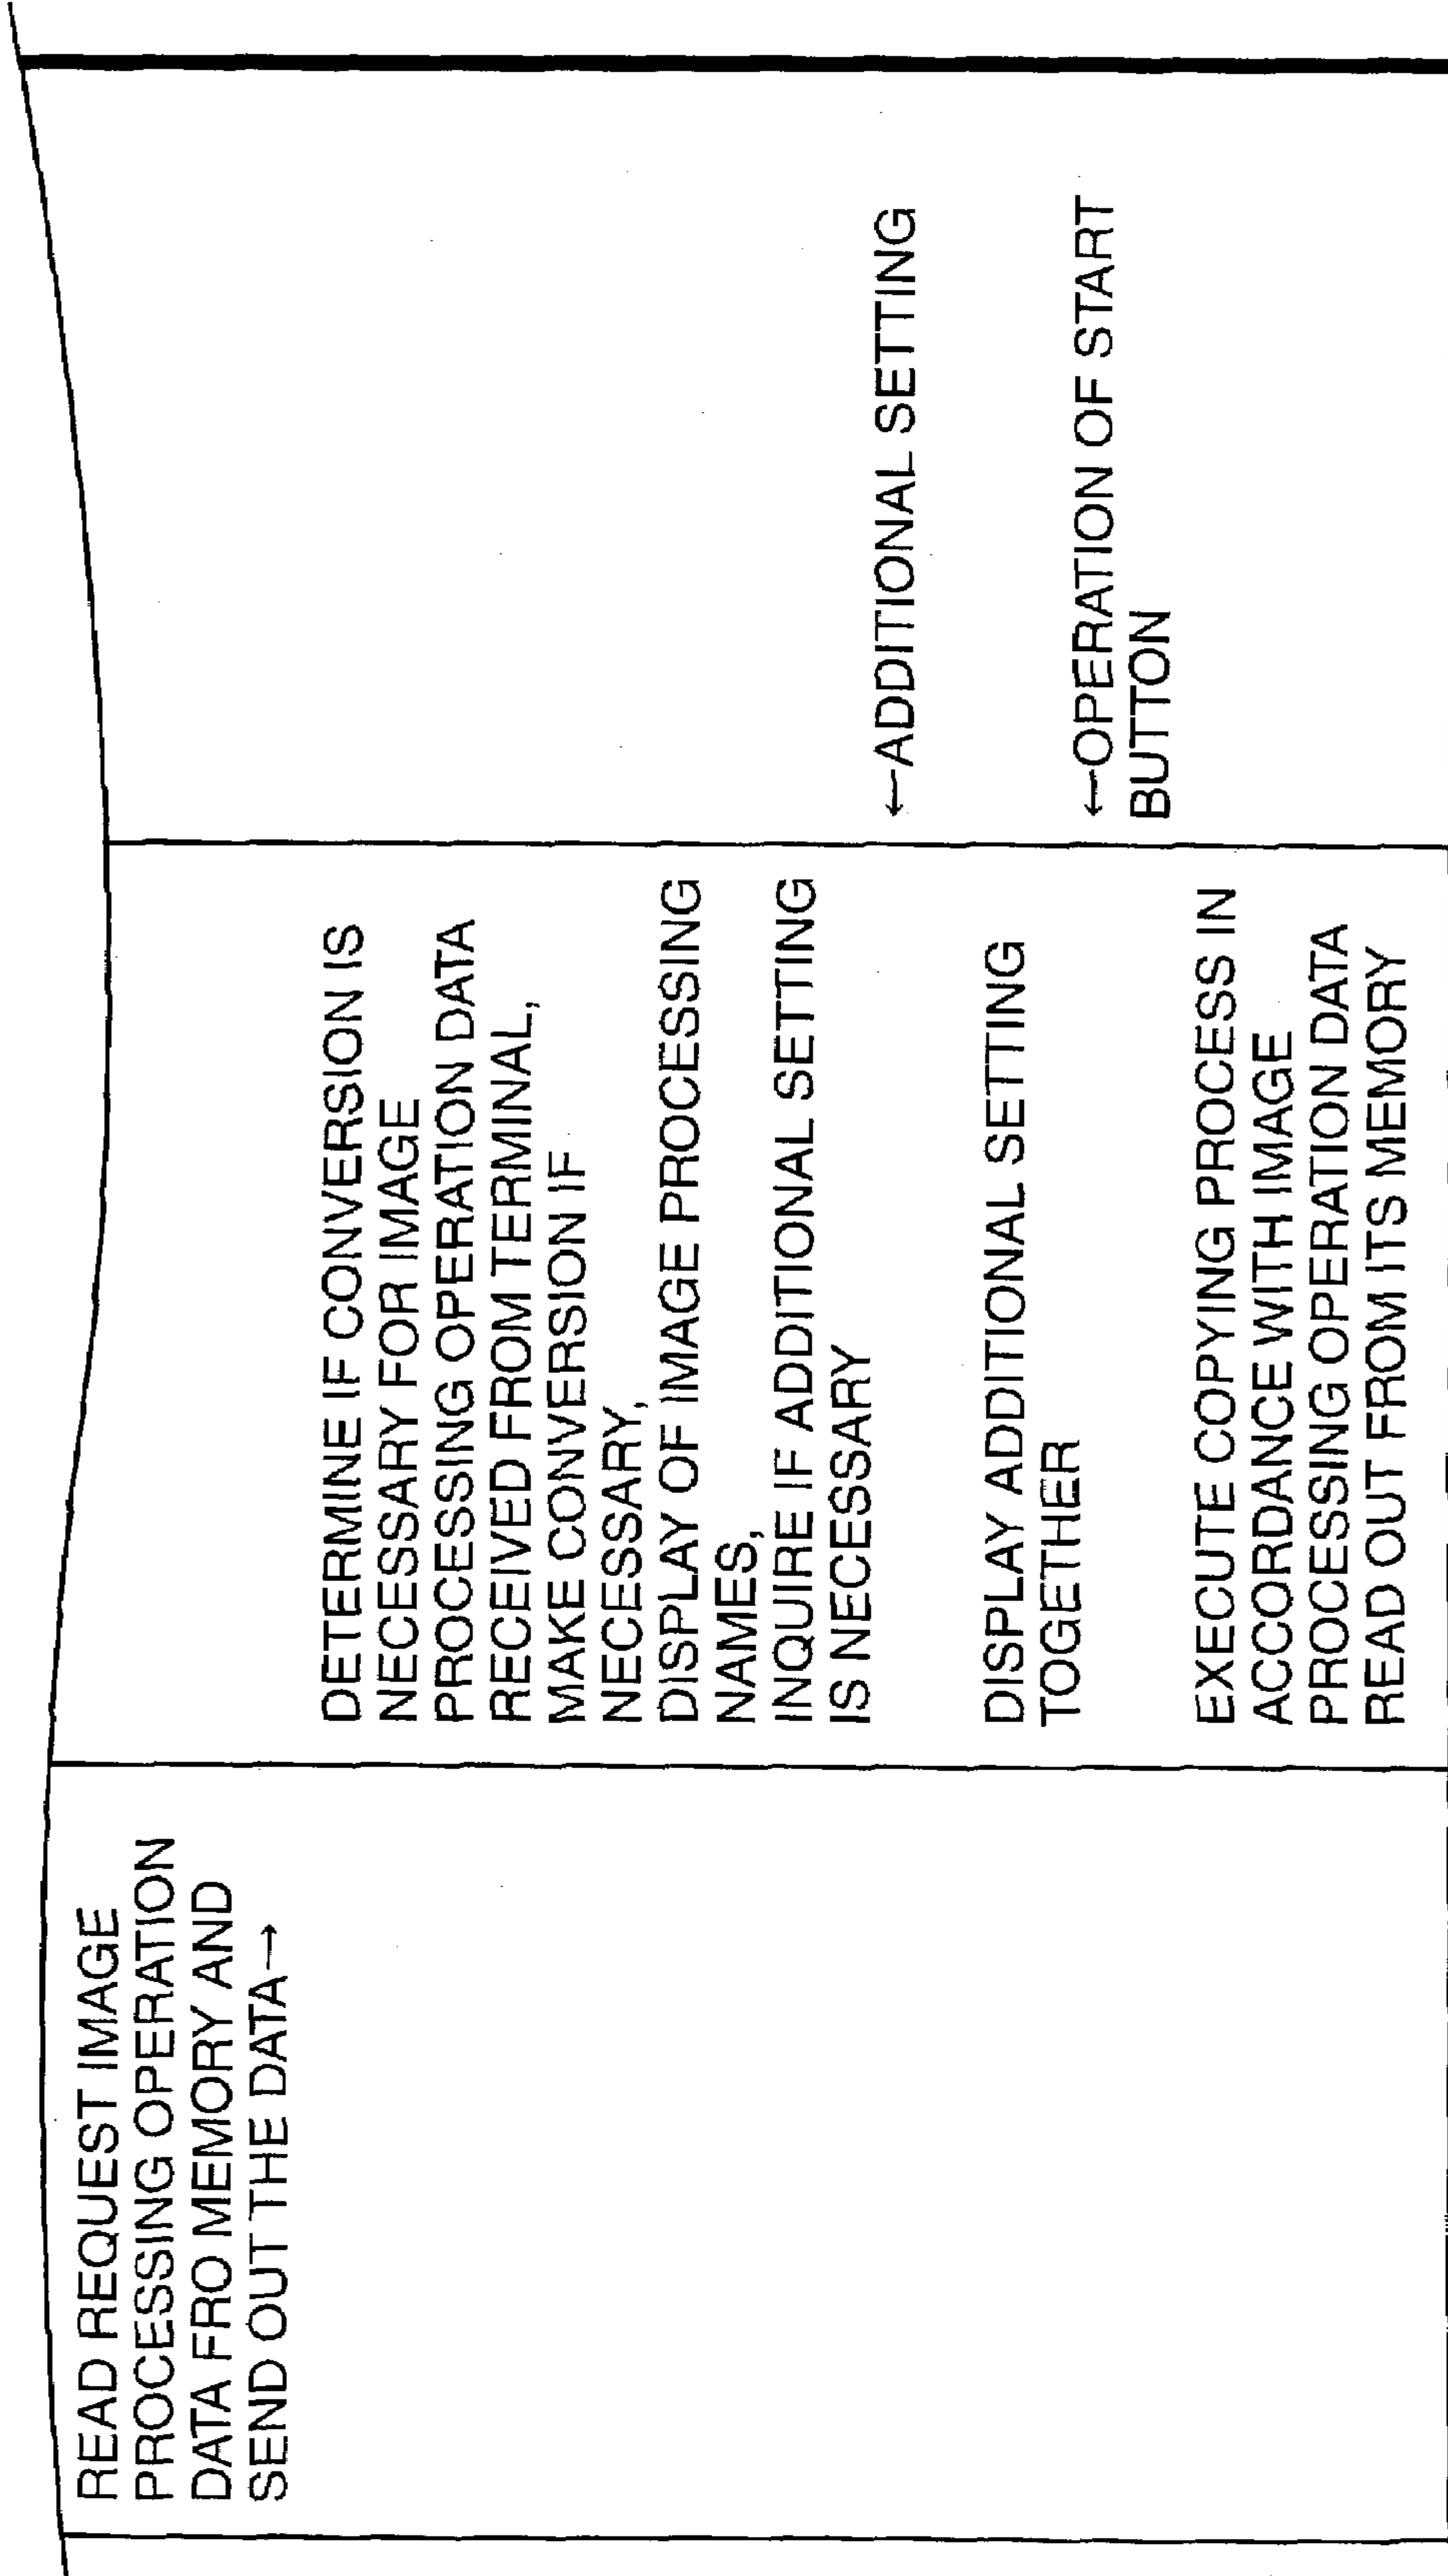 READ REQUEST IMAGE
PROCESSING OPERATION
DATA FRO MEMORY AND
SEND OUT THE DATA→
DETERMINE IF CONVERSION IS
NECESSARY FOR IMAGE
PROCESSING OPERATION DATA
RECEIVED FROM TERMINAL,
MAKE CONVERSION IF
NECESSARY,
DISPLAY OF IMAGE PROCESSING
NAMES,
INQUIRE IF ADDITIONAL SETTING
IS NECESSARY
←ADDITIONAL SETTING
DISPLAY ADDITIONAL SETTING
TOGETHER
←OPERATION OF START
BUTTON
EXECUTE COPYING PROCESS IN
ACCORDANCE WITH IMAGE
PROCESSING OPERATION DATA
READ OUT FROM ITS MEMORY